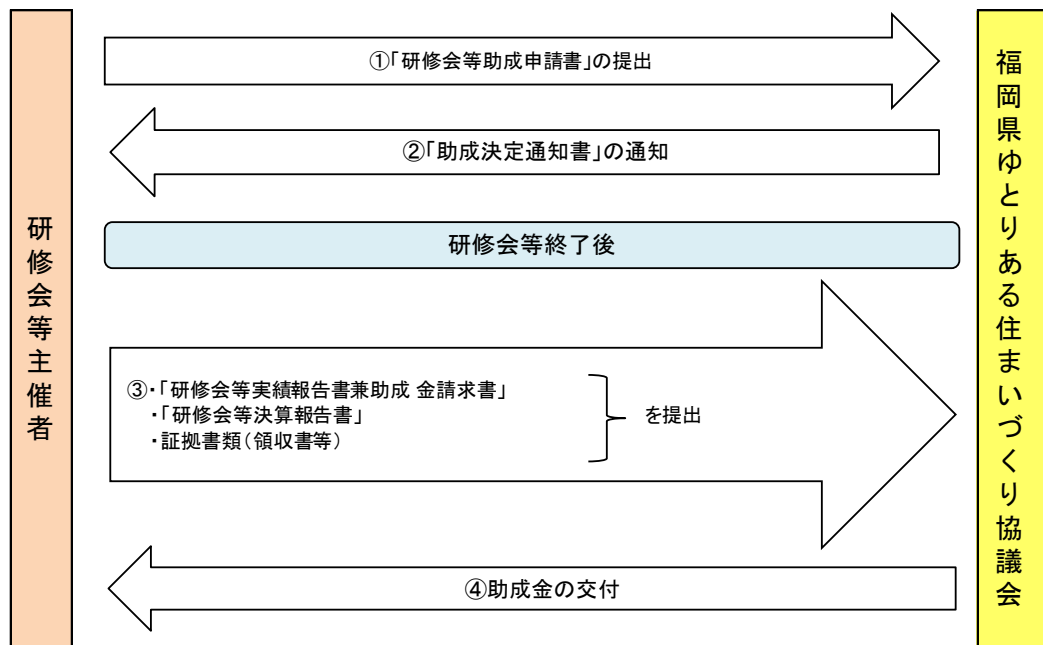 研修会等主催者
①「研修会等助成申請書」の提出
②「助成決定通知書」の通知
研修会等終了後
③・「研修会等実績報告書兼助成 金請求書」
・「研修会等決算報告書」
・証拠書類（領収書等）
を提出
④助成金の交付
福岡県ゆとりある住まいづくり協議会